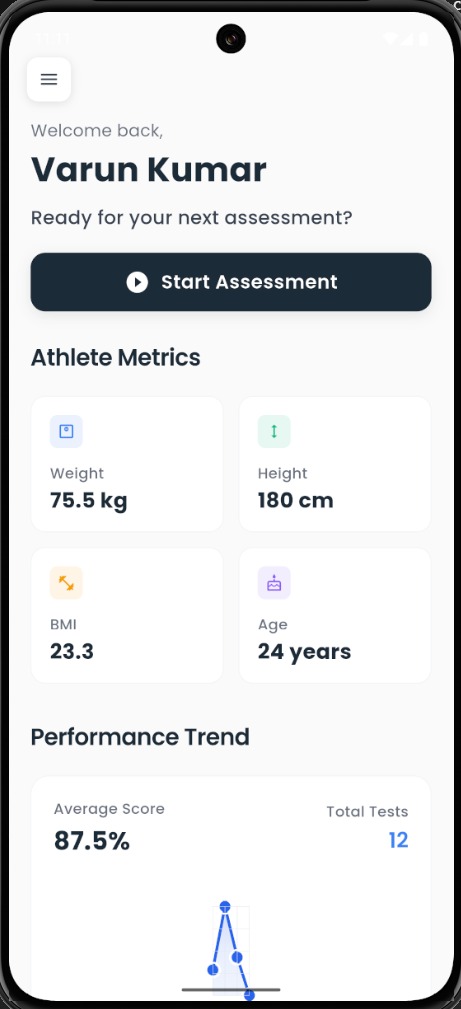 Welcome back,
Varun Kumar
Ready for your next assessment?
Start Assessment
Athlete Metrics
Weight
75.5 kg
Height
180 cm
BMI
23.3
Age
24 years
Performance Trend
Average Score
87.5%
Total Tests
12